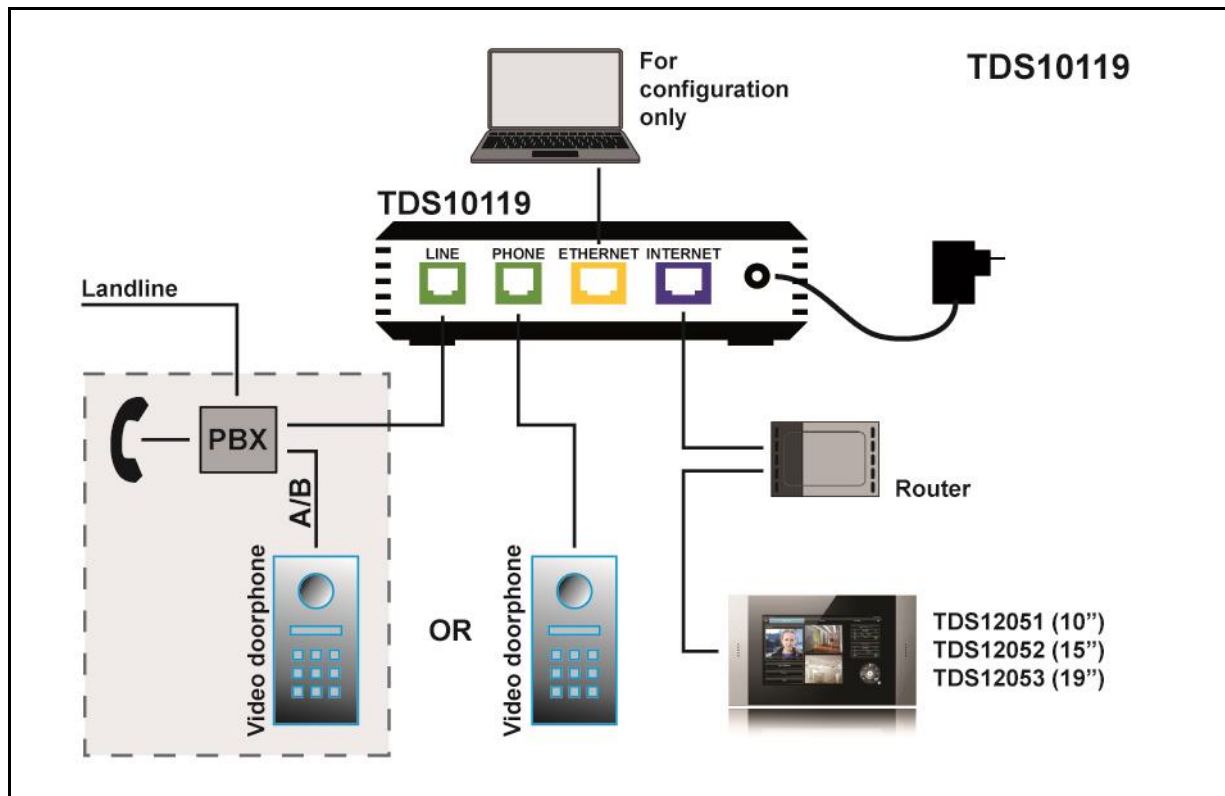 For
configuration
only
TDS10119
TDS10119
LINE PHONE ETHERNET INTERNET
Landline
PBX
A/B
Video doorphone
OR
Video doorphone
Router
TDS12051 (10”)
TDS12052 (15”)
TDS12053 (19”)